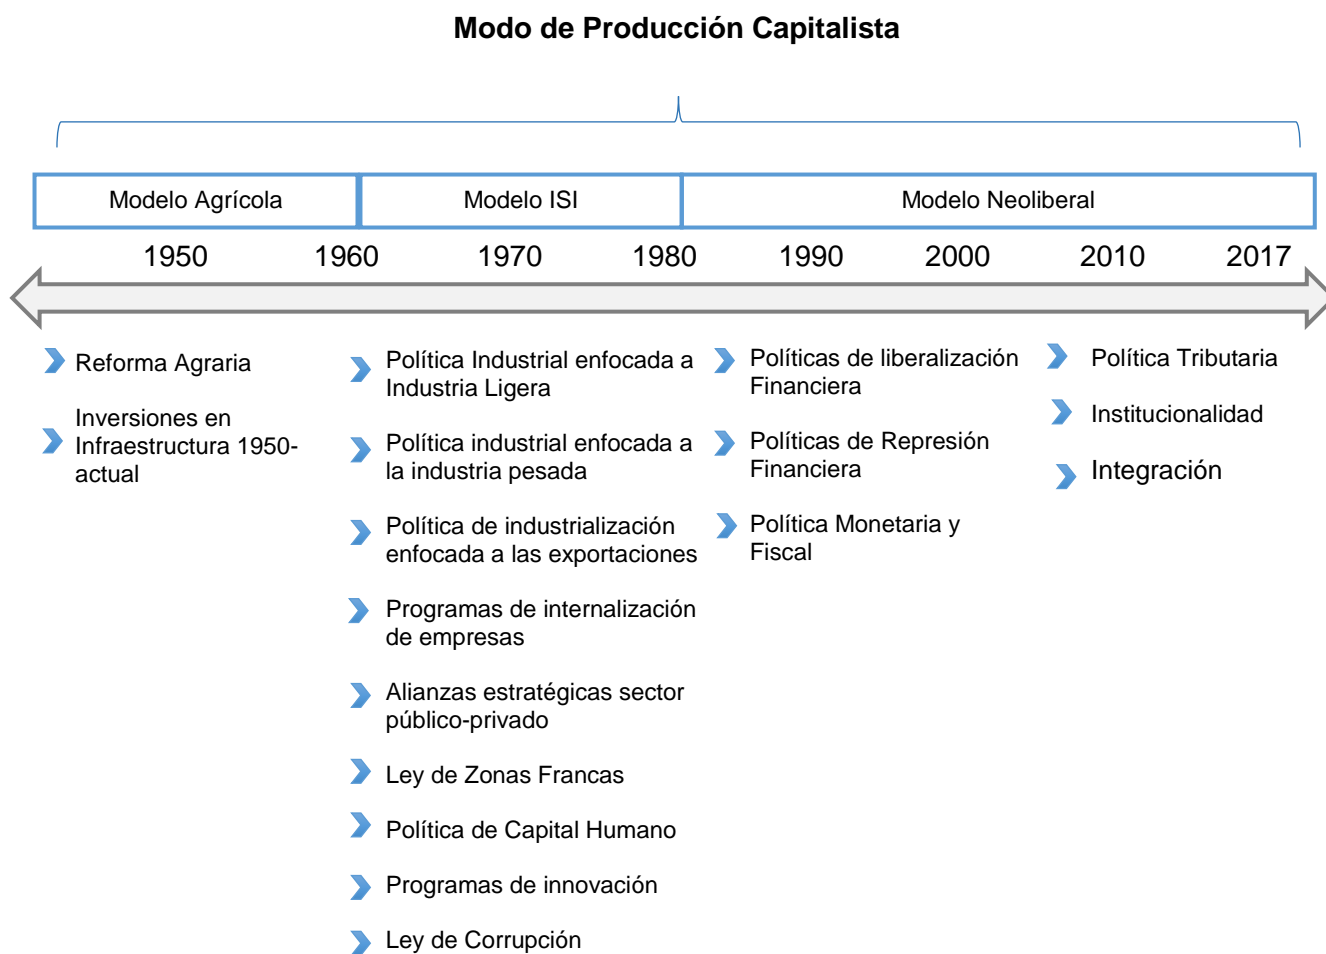 Modo de Producción Capitalista
Modelo Agrícola
Modelo ISI
Modelo Neoliberal
1950
1960
1970
1980
1990
2000
2010
2017
Reforma Agraria
Inversiones en
Infraestructura 1950-
actual
Política Industrial enfocada a
Industria Ligera
Política industrial enfocada a
la industria pesada
Política de industrialización
enfocada a las exportaciones
Programas de internalización
de empresas
Alianzas estratégicas sector
público-privado
Ley de Zonas Francas
Política de Capital Humano
Programas de innovación
Ley de Corrupción
Políticas de liberalización
Financiera
Políticas de Represión
Financiera
Política Monetaria y
Fiscal
Política Tributaria
Institucionalidad
Integración